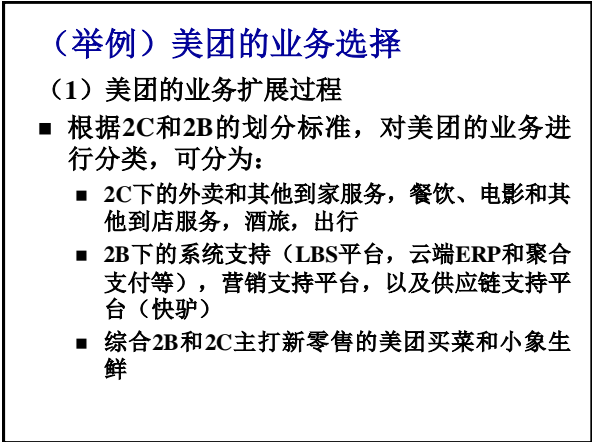 （举例）美团的业务选择
（1）美团的业务扩展过程
■ 根据2C和2B的划分标准，对美团的业务进
行分类，可分为：
■ 2C下的外卖和其他到家服务，餐饮、电影和其
他到店服务，酒旅，出行
■ 2B下的系统支持（LBS平台，云端ERP和聚合
支付等），营销支持平台，以及供应链支持平
台（快驴）
■ 综合2B和2C主打新零售的美团买菜和小象生
鲜